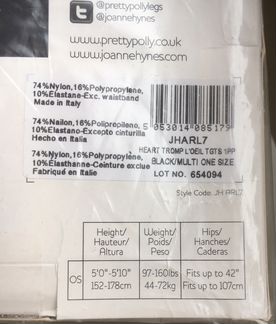 @prettypollylegs
@joannehynes_
www.prettypolly.co.uk
www.joannehynes.com
74%Nylon,16%Polypropylene,
10%Elastane-Exc. waistband
Made in Italy
74%Nailon,16%Polipropileno,
10%Elastano-Excepto cinturilla
Hecho en Italia
74%Nylon,16%Polypropylène,
10%Élasthanne-Ceinture exclue
Fabriqué en Italie
5 053014 085179
JHARL7
HEART TROMP L'OEIL TGTS 1PP
BLACK/MULTI ONE SIZE
LOT NO. 654094
Style Code: JHARL7
Height/ Weight/ Hips/
Hauteur/ Poids/ Hanches/
Altura Peso Caderas
OS 5'0"-5'10" 97-160lbs Fits up to 42"
152-178cm 44-72kg Fits up to 107cm